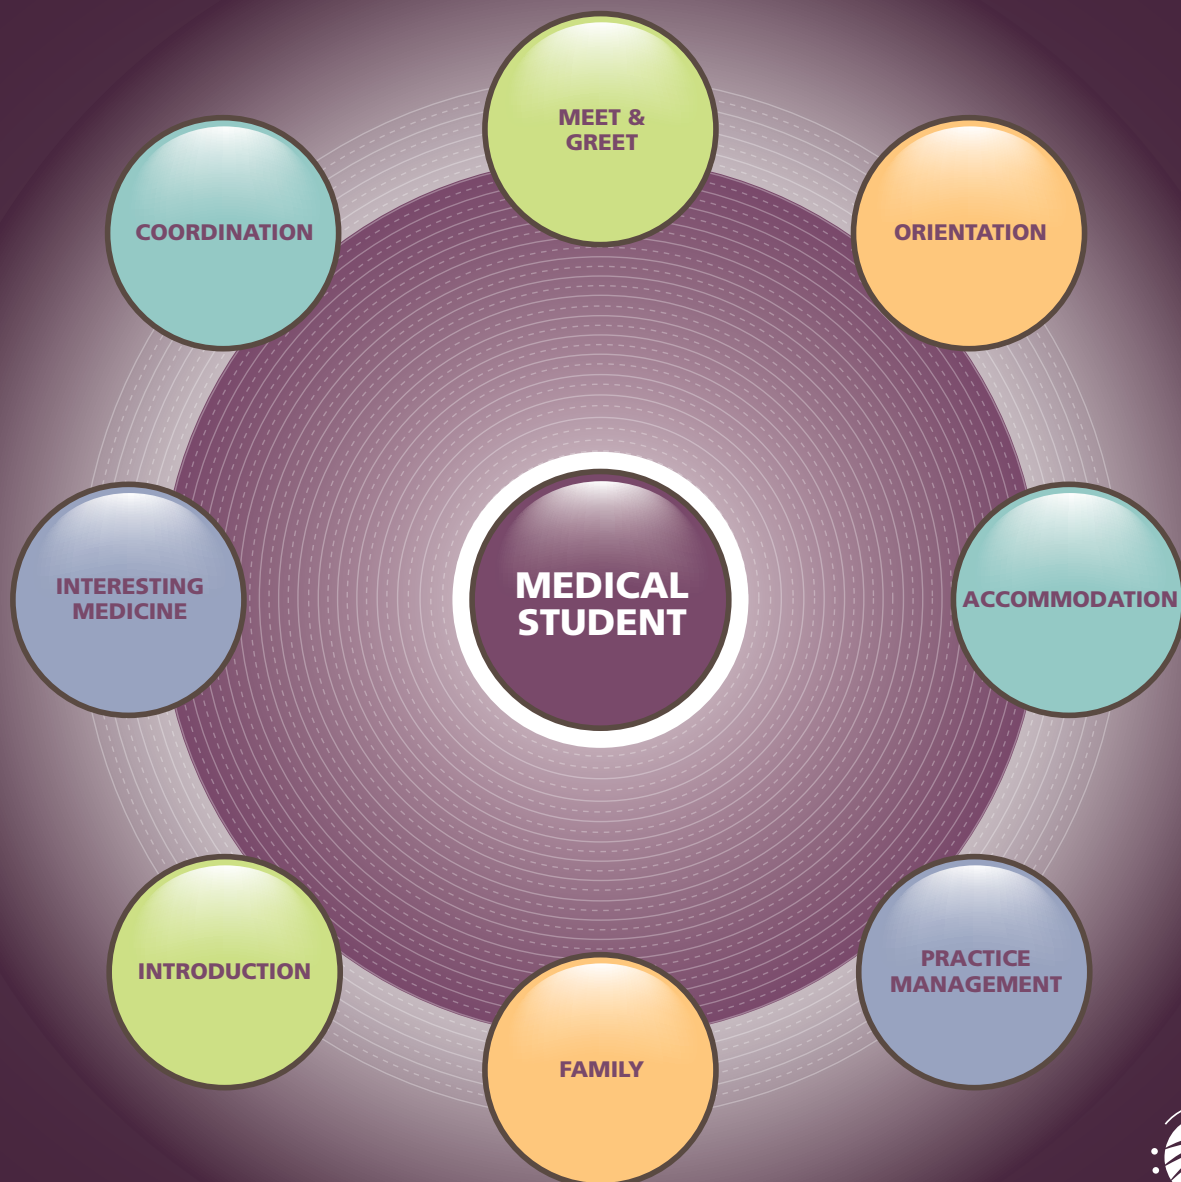 MEET &
GREET
COORDINATION
ORIENTATION
INTERESTING
MEDICINE
MEDICAL
STUDENT
ACCOMMODATION
INTRODUCTION
PRACTICE
MANAGEMENT
FAMILY